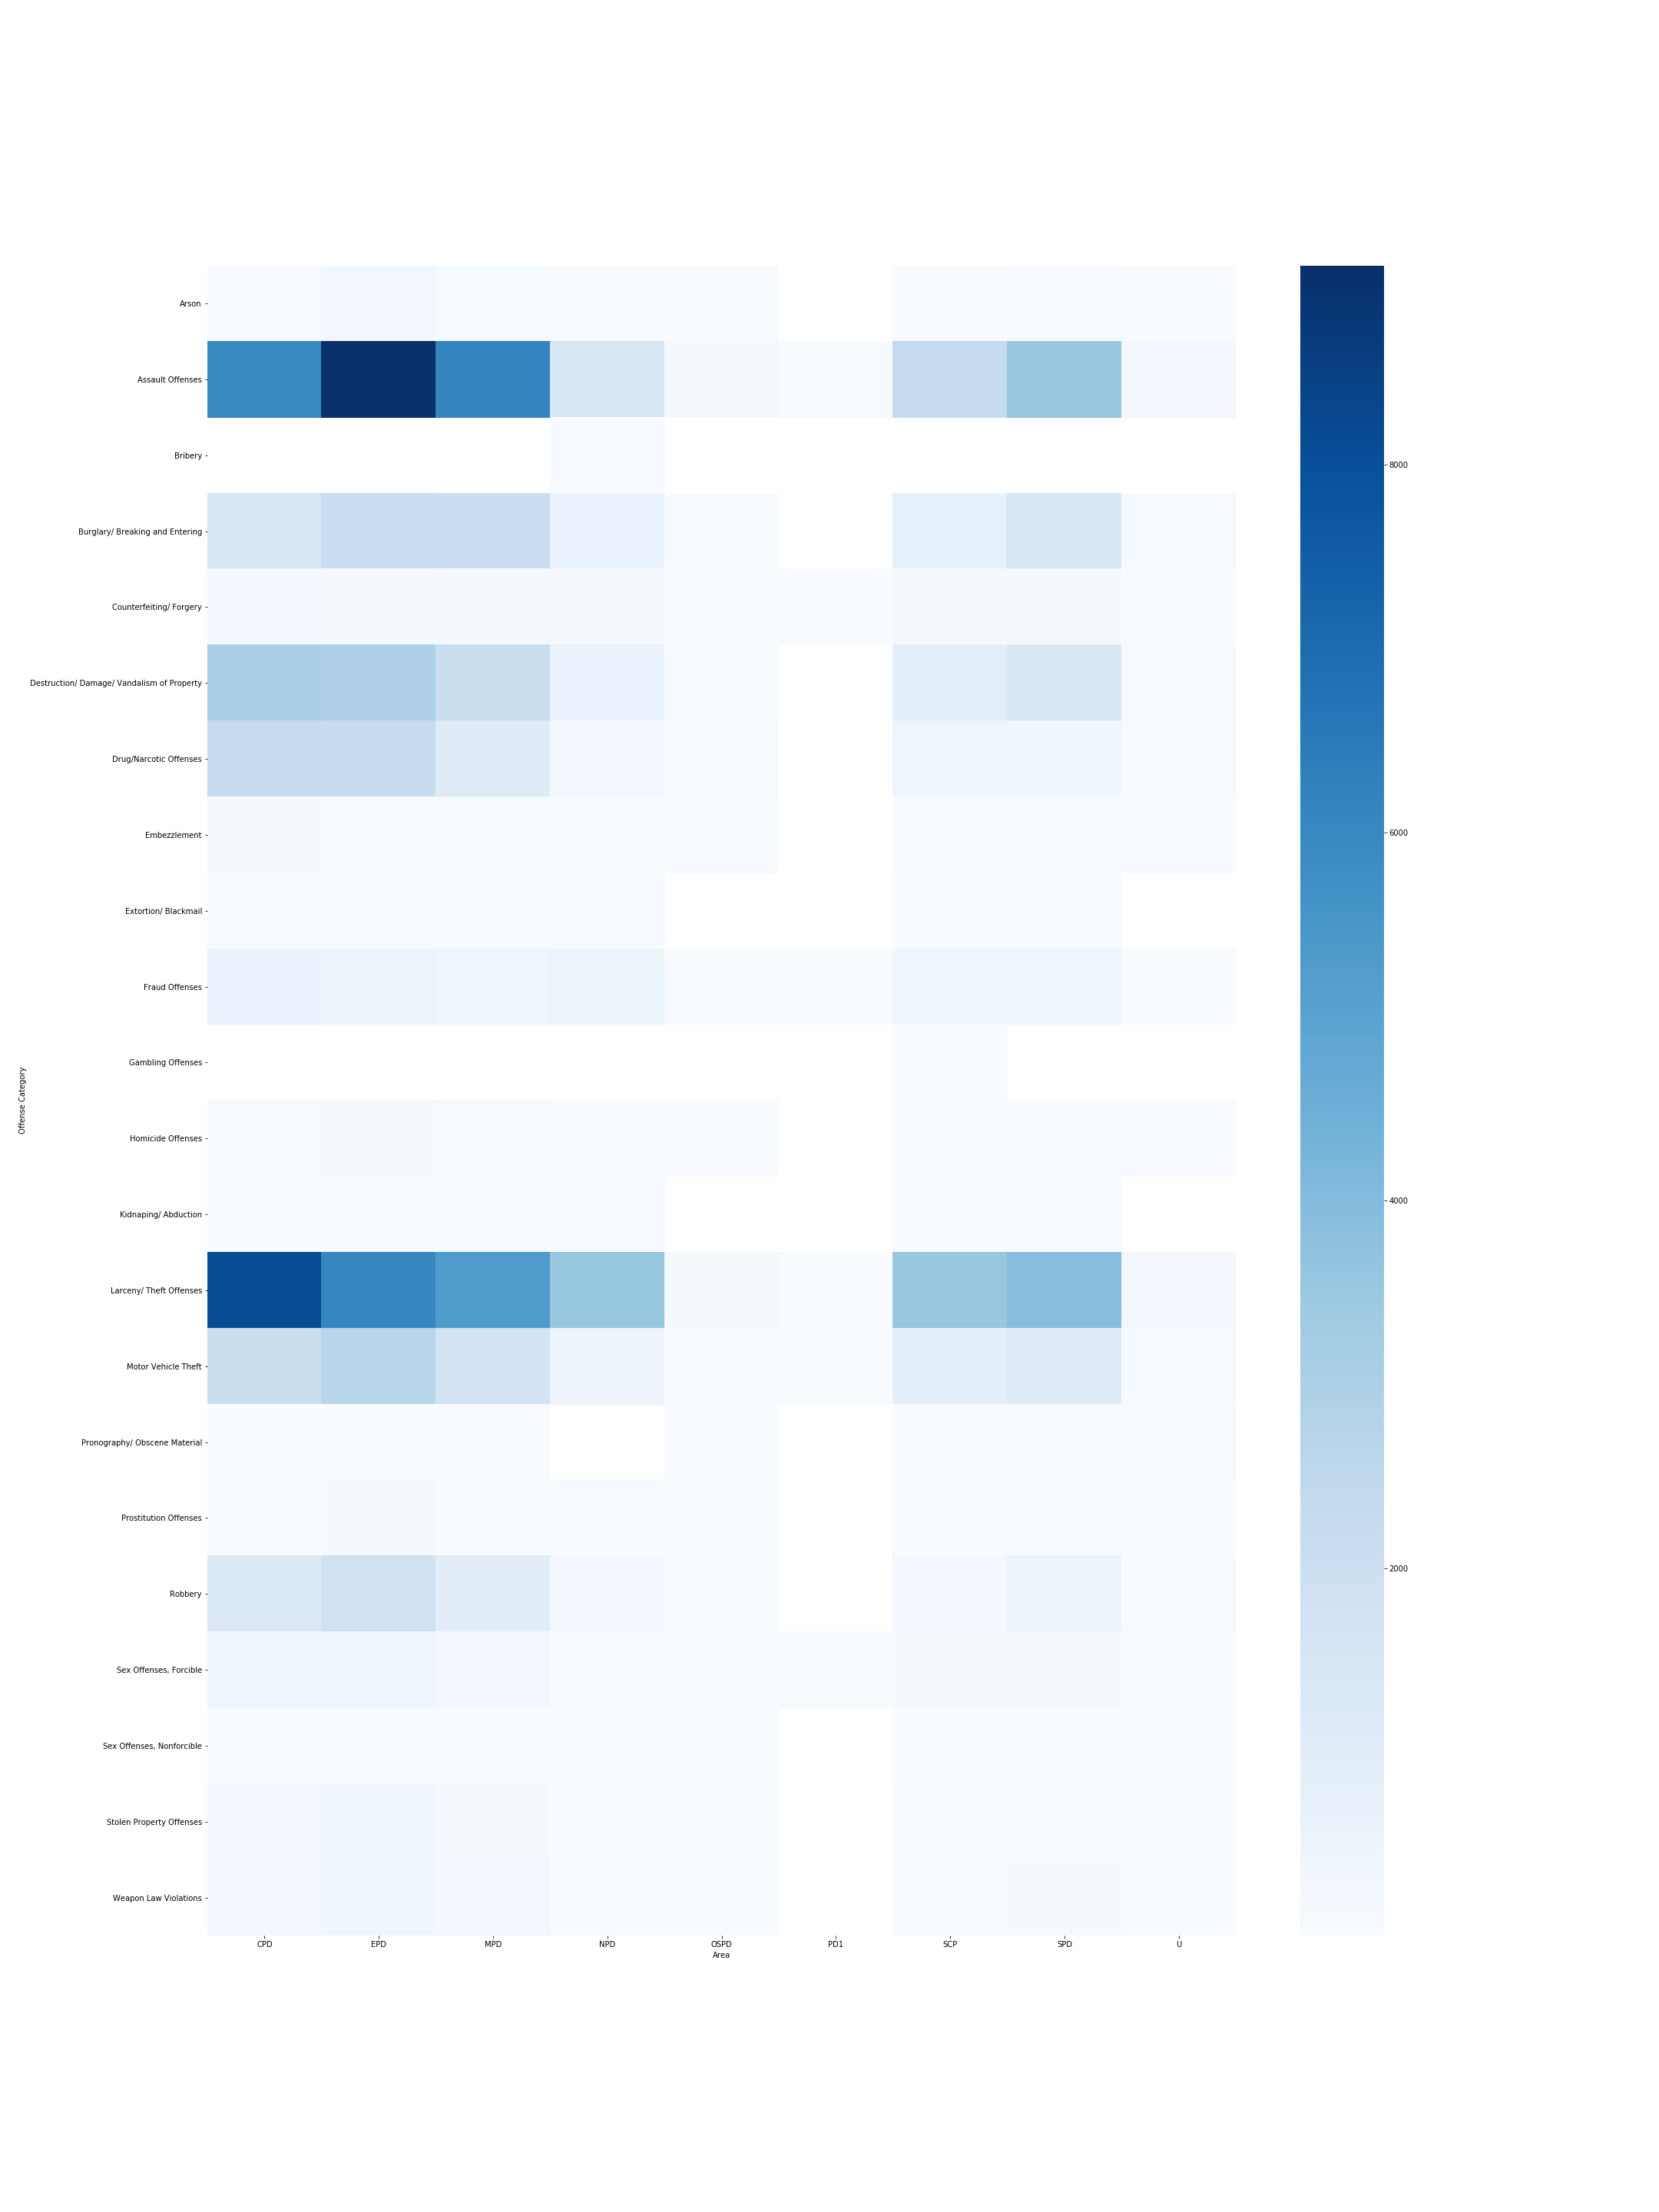 Arson
Assault Offenses
Bribery
Burglary/ Breaking and Entering
Counterfeiting/ Forgery
Destruction/ Damage/ Vandalism of Property
Drug/Narcotic Offenses
Embezzlement
Extortion/ Blackmail
Fraud Offenses
Gambling Offenses
Homicide Offenses
Kidnaping/ Abduction
Larceny/ Theft Offenses
Motor Vehicle Theft
Pronography/ Obscene Material
Prostitution Offenses
Robbery
Sex Offenses, Forcible
Sex Offenses, Nonforcible
Stolen Property Offenses
Weapon Law Violations
Offense Category
CPD EPD MPD NPD OSPD PD1 SCP SPD U
Area
8000
6000
4000
2000